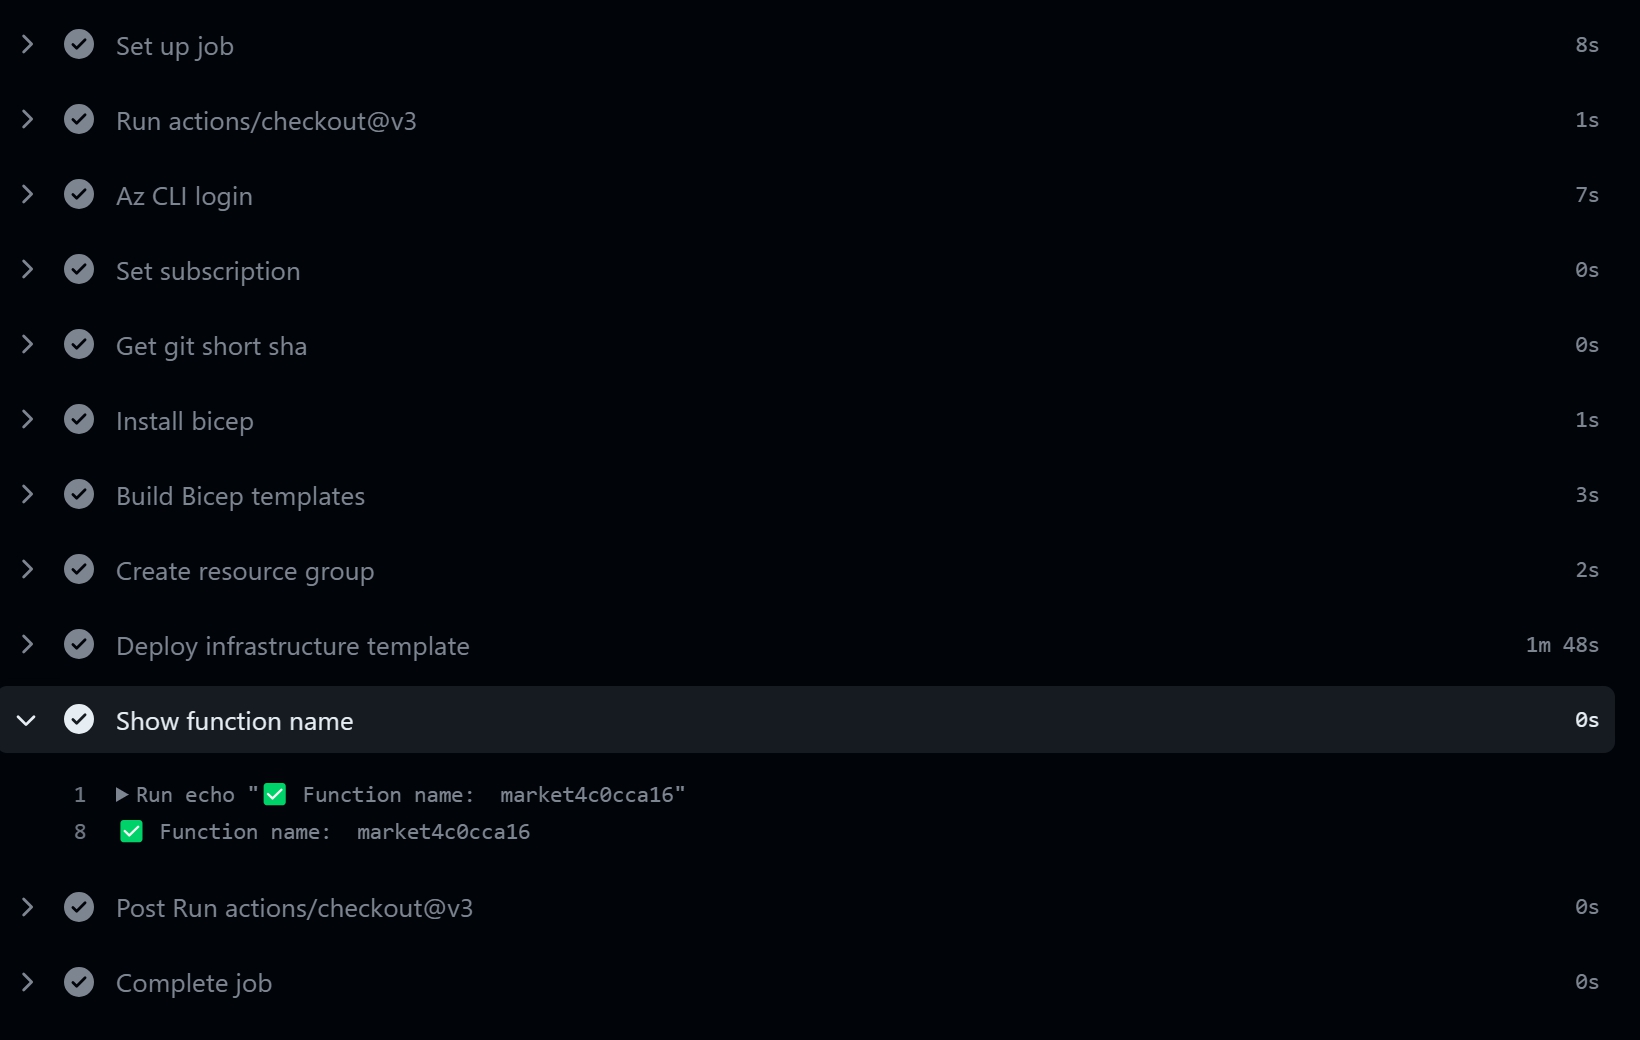 Set up job 8s
Run actions/checkout@v3 1s
Az CLI login 7s
Set subscription 0s
Get git short sha 0s
Install bicep 1s
Build Bicep templates 3s
Create resource group 2s
Deploy infrastructure template 1m 48s
Show function name 0s
1 ▶Run echo "✅ Function name:  market4c0cca16"
8 ✅ Function name:  market4c0cca16
Post Run actions/checkout@v3 0s
Complete job 0s